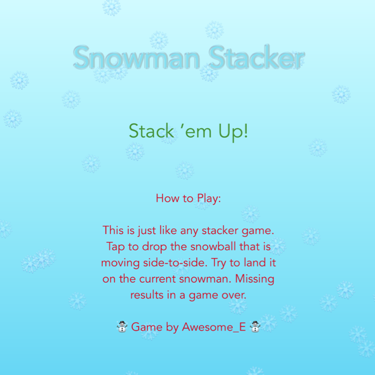 Snowman Stacker
Stack ‘em Up!
How to Play:
This is just like any stacker game.
Tap to drop the snowball that is
moving side-to-side. Try to land it
on the current snowman. Missing
results in a game over.
⛄ Game by Awesome_E ⛄